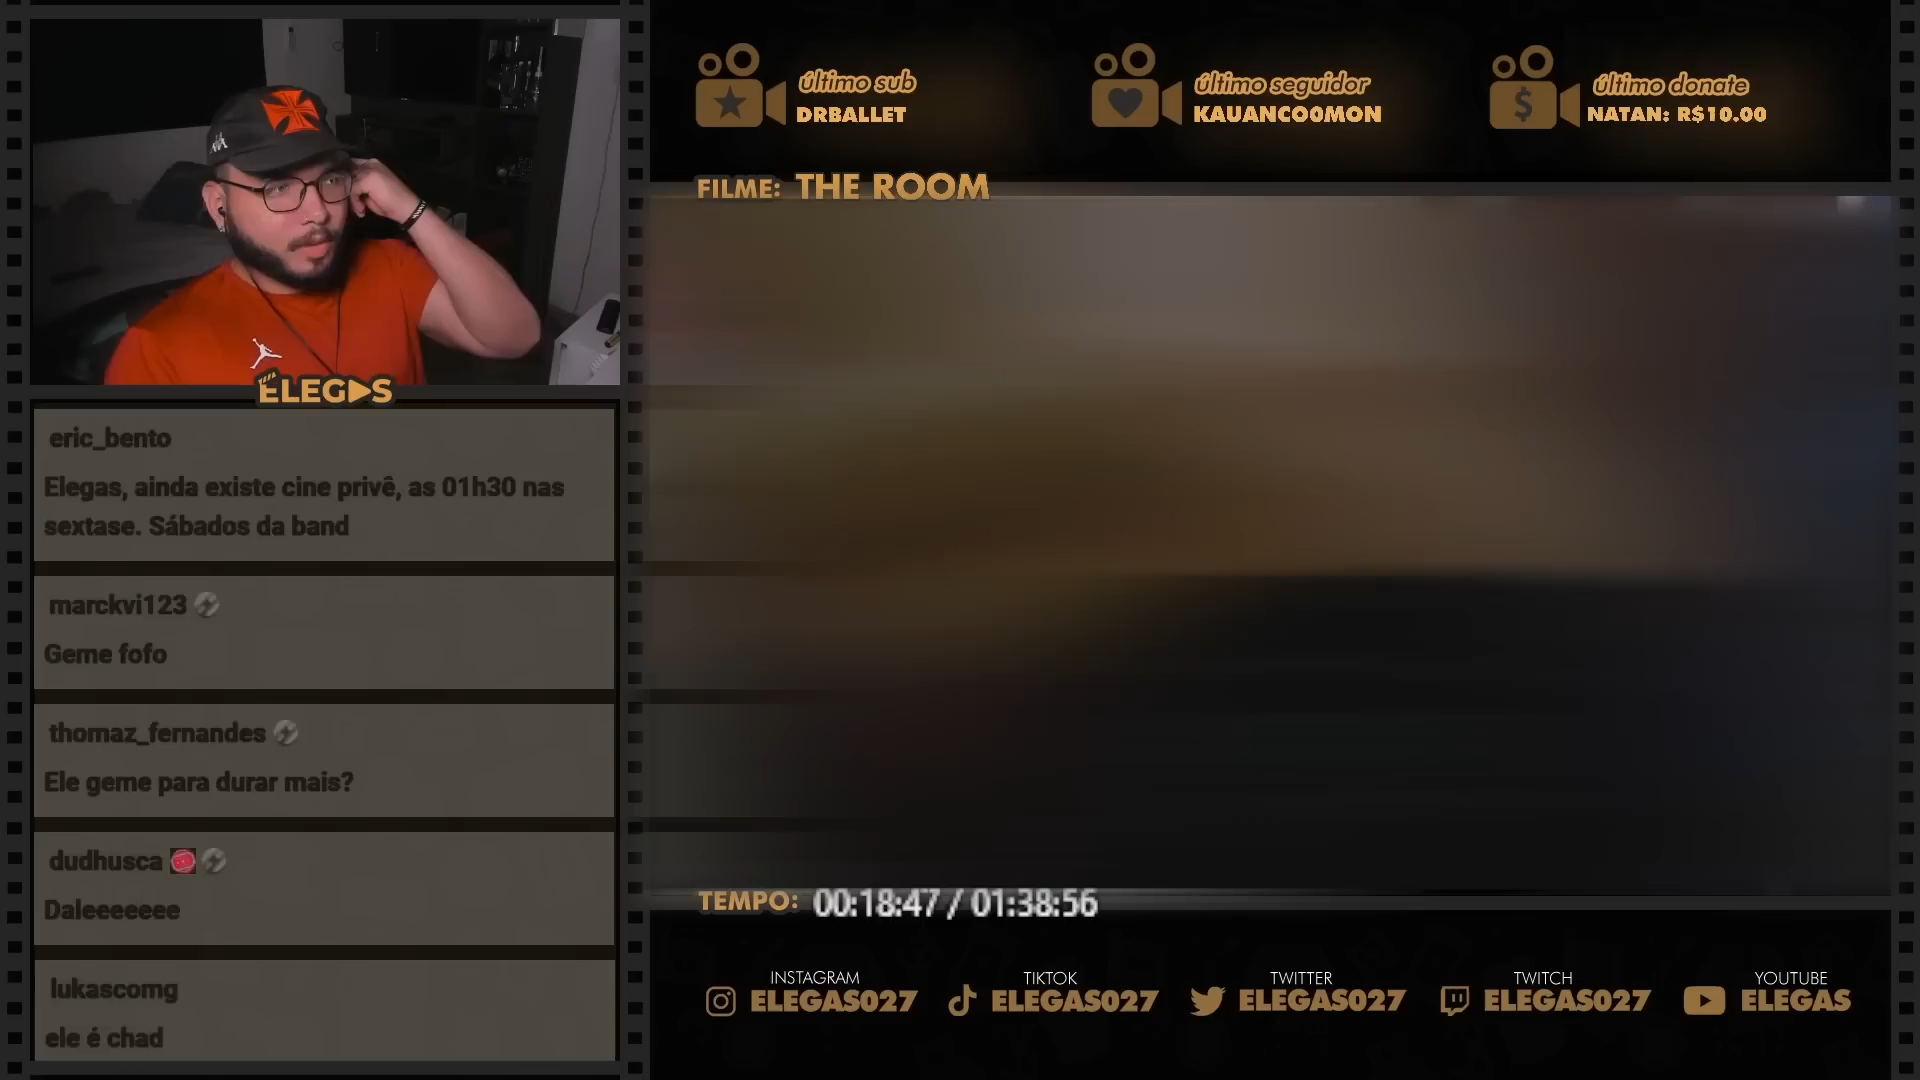 último sub
DRBALLET
último seguidor
KAUANCO0MON
último donate
NATAN: R$10.00
FILME: THE ROOM
ELEGAS
eric_bento
Elegas, ainda existe cine privê, as 01h30 nas
sextase. Sábados da band
marckvi123
Geme fofo
thomaz_fernandes
Ele geme para durar mais?
dudhusca
Daleeeeeee
lukascomg
ele é chad
TEMPO: 00:18:47 / 01:38:56
INSTAGRAM
ELEGAS027
TIKTOK
ELEGAS027
TWITTER
ELEGAS027
TWITCH
ELEGAS027
YOUTUBE
ELEGAS